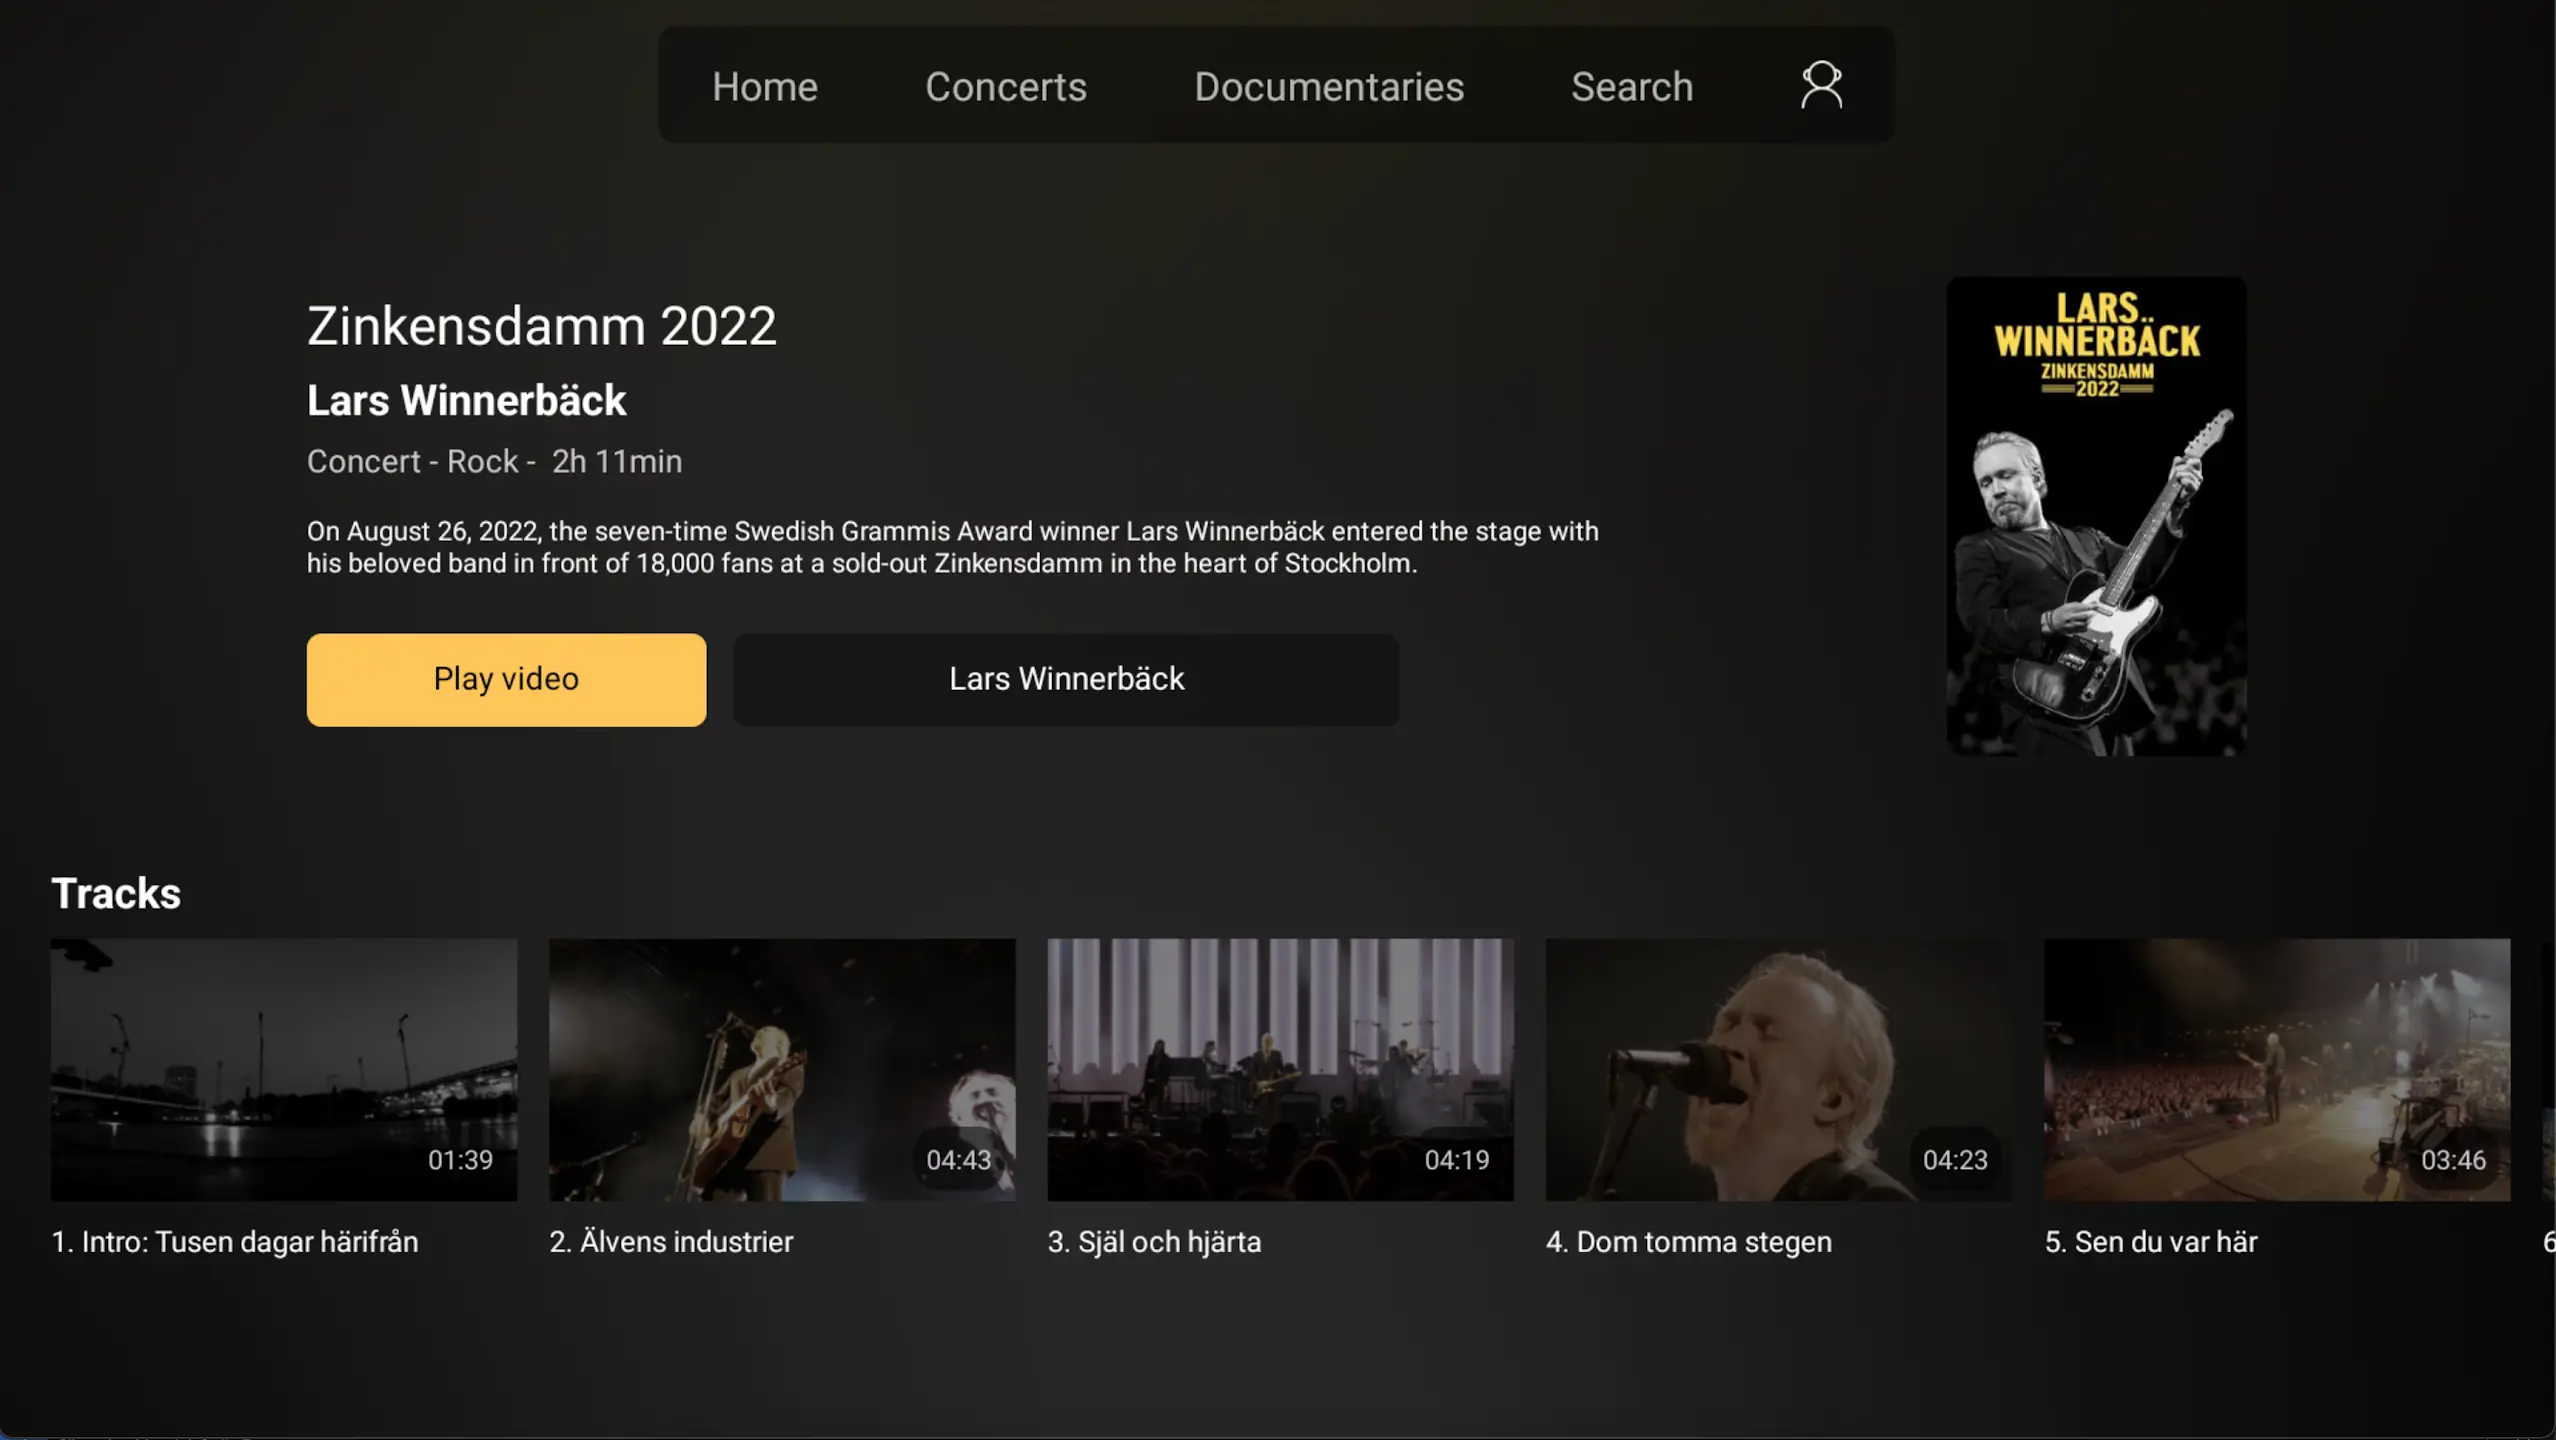 Home Concerts Documentaries Search
Zinkensdamm 2022
Lars Winnerbäck
Concert - Rock - 2h 11min
On August 26, 2022, the seven-time Swedish Grammis Award winner Lars Winnerbäck entered the stage with
his beloved band in front of 18,000 fans at a sold-out Zinkensdamm in the heart of Stockholm.
Play video
Lars Winnerbäck
LARS
WINNERBÄCK
ZINKENSDAMM
2022
Tracks
01:39
04:43
04:19
04:23
03:46
1. Intro: Tusen dagar härifrån
2. Älvens industrier
3. Själ och hjärta
4. Dom tomma stegen
5. Sen du var här